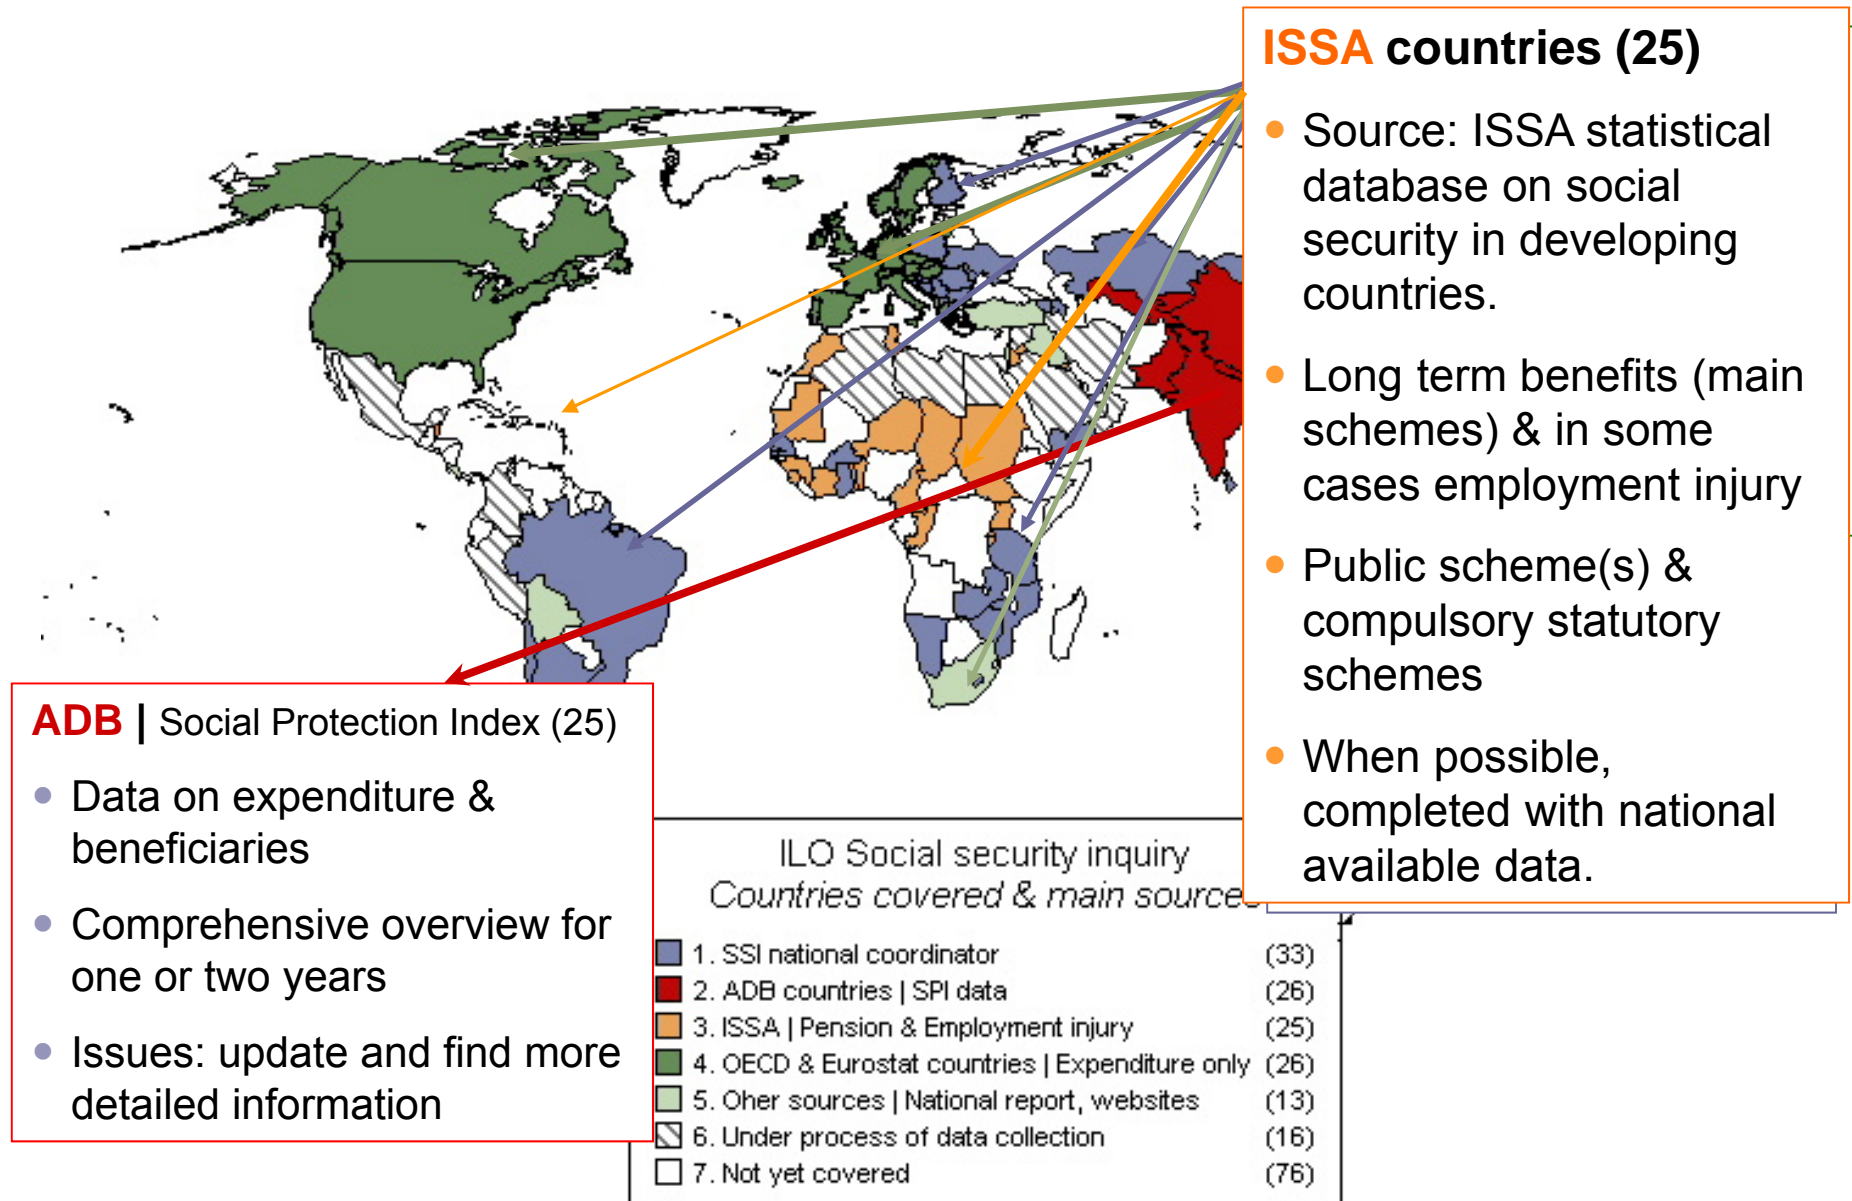 ISSA countries (25)
• Source: ISSA statistical
database on social
security in developing
countries.
• Long term benefits (main
schemes) & in some
cases employment injury
• Public scheme(s) &
compulsory statutory
schemes
• When possible,
completed with national
available data.
ADB | Social Protection Index (25)
• Data on expenditure &
beneficiaries
• Comprehensive overview for
one or two years
• Issues: update and find more
detailed information
ILO Social security inquiry
Countries covered & main source
1. SSI national coordinator (33)
2. ADB countries | SPI data (26)
3. ISSA | Pension & Employment injury (25)
4. OECD & Eurostat countries | Expenditure only (26)
5. Oher sources | National report, websites (13)
6. Under process of data collection (16)
7. Not yet covered (76)